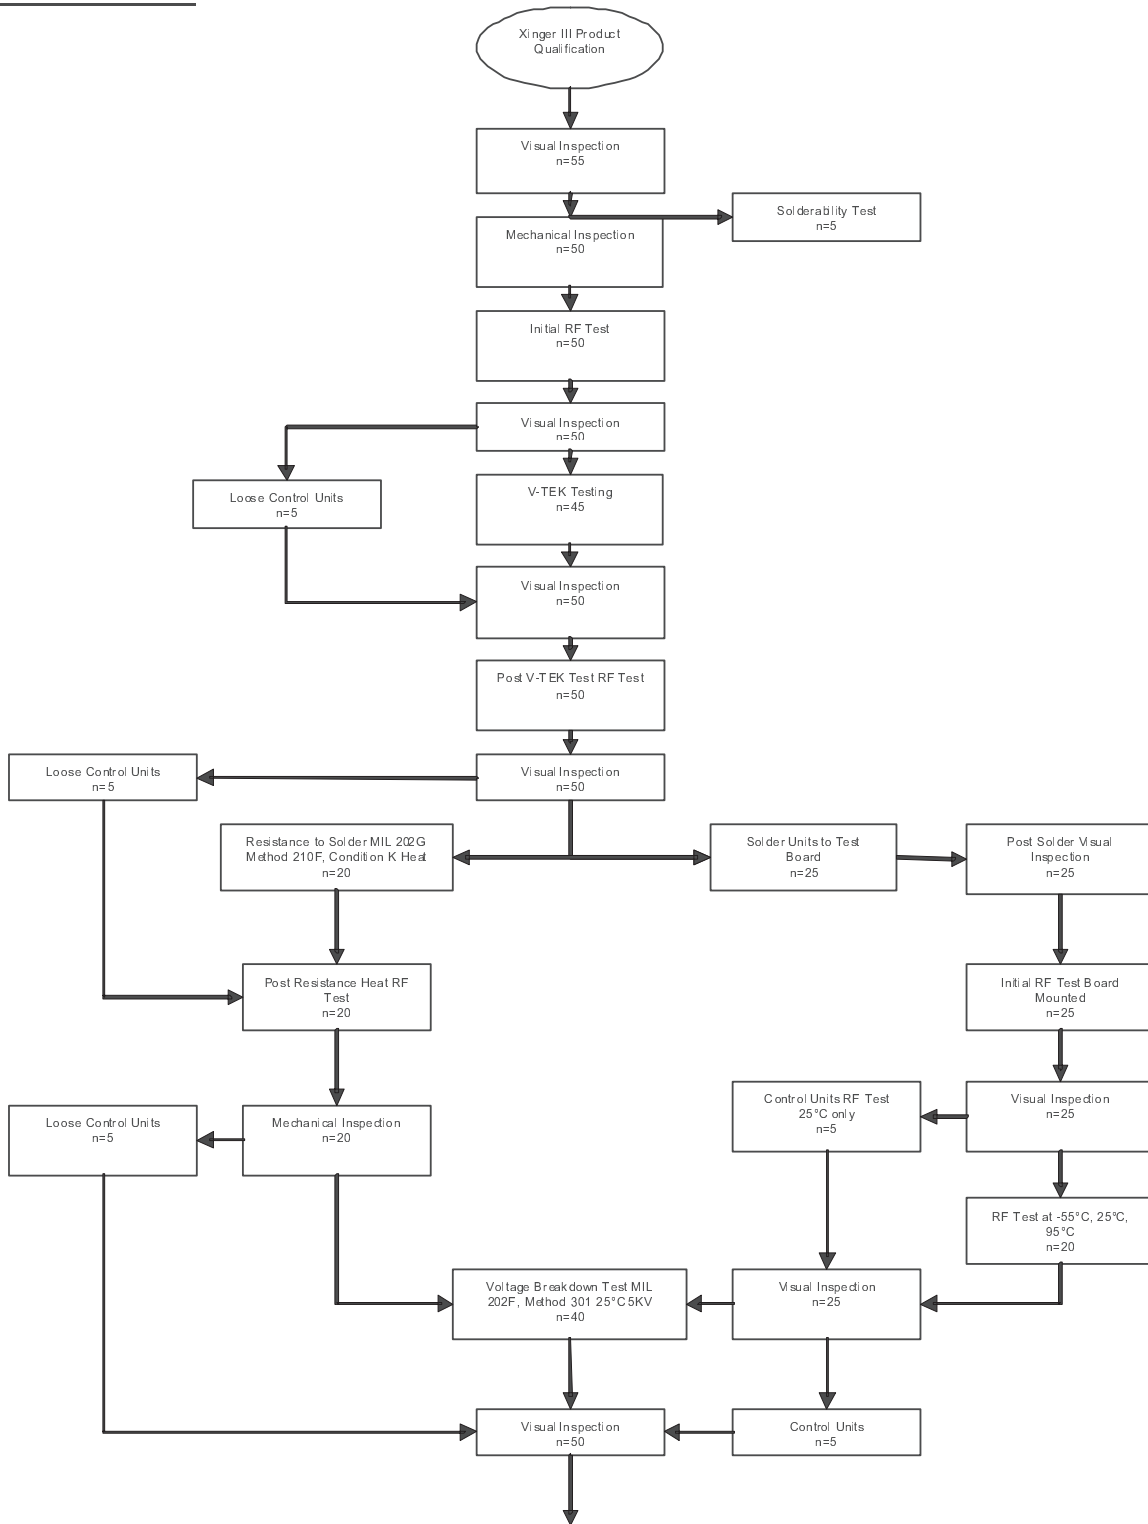 Xinger III Product
Qualification
Visual Inspection
n=55
Solderability Test
n=5
Mechanical Inspection
n=50
Initial RF Test
n=50
Visual Inspection
n=50
Loose Control Units
n=5
V-TEK Testing
n=45
Visual Inspection
n=50
Post V-TEK Test RF Test
n=50
Loose Control Units
n=5
Visual Inspection
n=50
Resistance to Solder MIL 202G
Method 210F, Condition K Heat
n=20
Solder Units to Test
Board
n=25
Post Solder Visual
Inspection
n=25
Post Resistance Heat RF
Test
n=20
Initial RF Test Board
Mounted
n=25
Loose Control Units
n=5
Mechanical Inspection
n=20
Control Units RF Test
25°C only
n=5
Visual Inspection
n=25
RF Test at -55°C, 25°C,
95°C
n=20
Voltage Breakdown Test MIL
202F, Method 301 25°C 5KV
n=40
Visual Inspection
n=25
Visual Inspection
n=50
Control Units
n=5